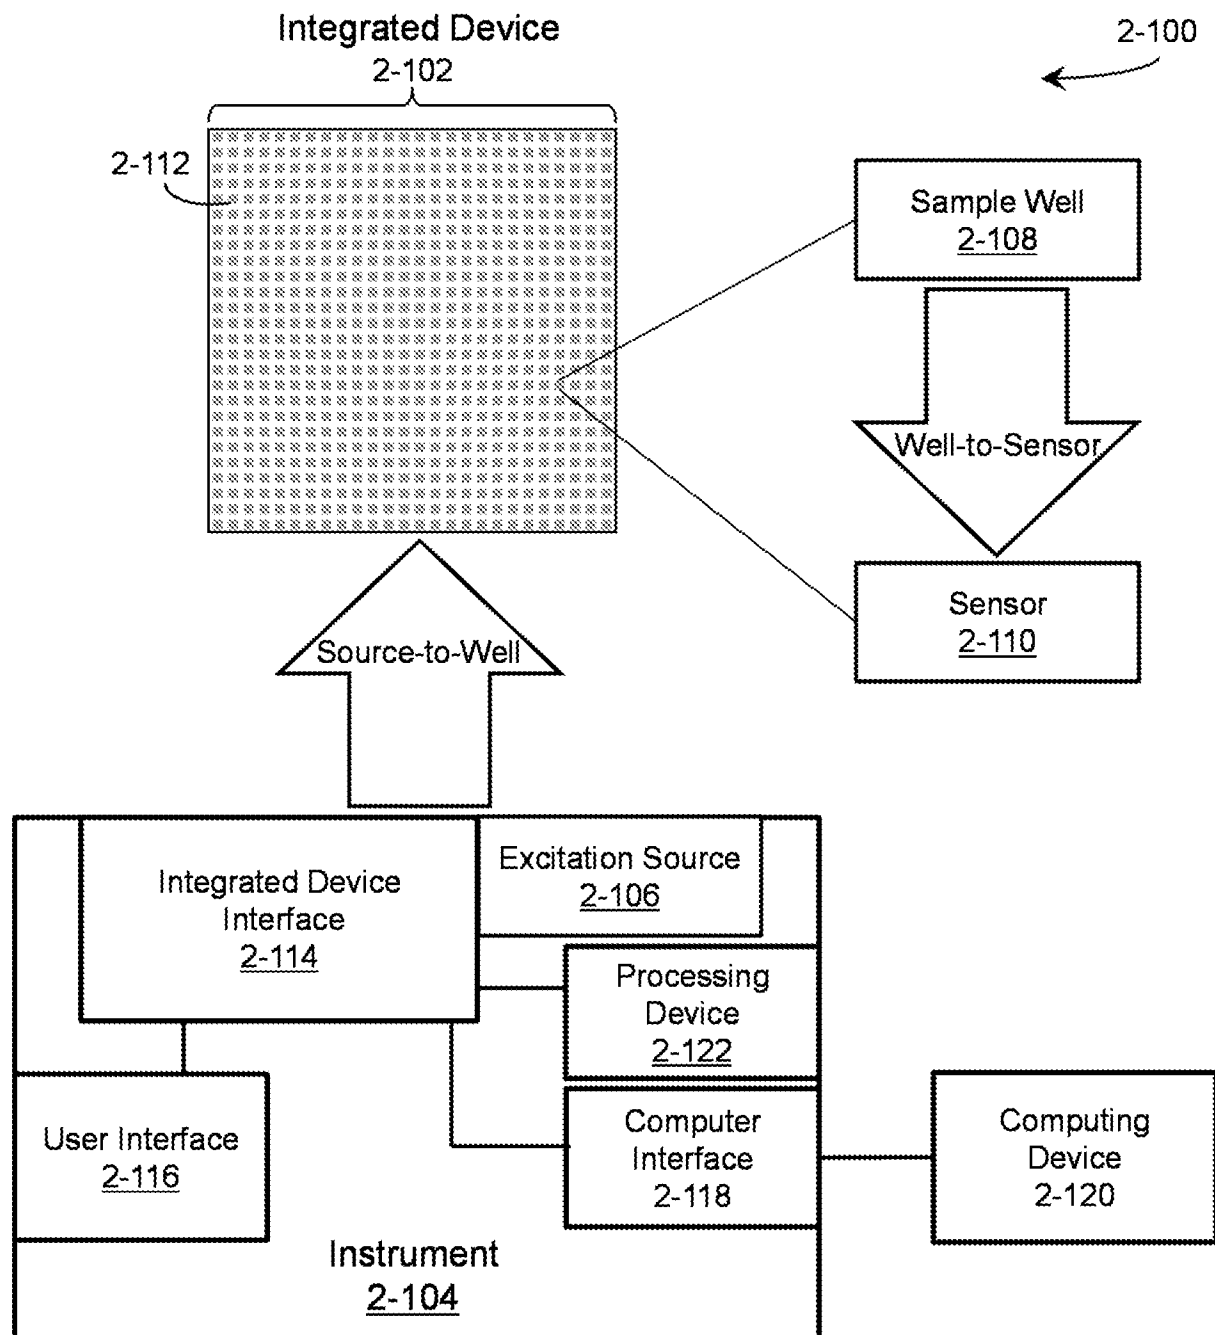 Integrated Device
2-102
2-100
2-112
Sample Well
2-108
Well-to-Sensor
Sensor
2-110
Source-to-Well
Integrated Device
Interface
2-114
Excitation Source
2-106
Processing
Device
2-122
User Interface
2-116
Computer
Interface
2-118
Computing
Device
2-120
Instrument
2-104